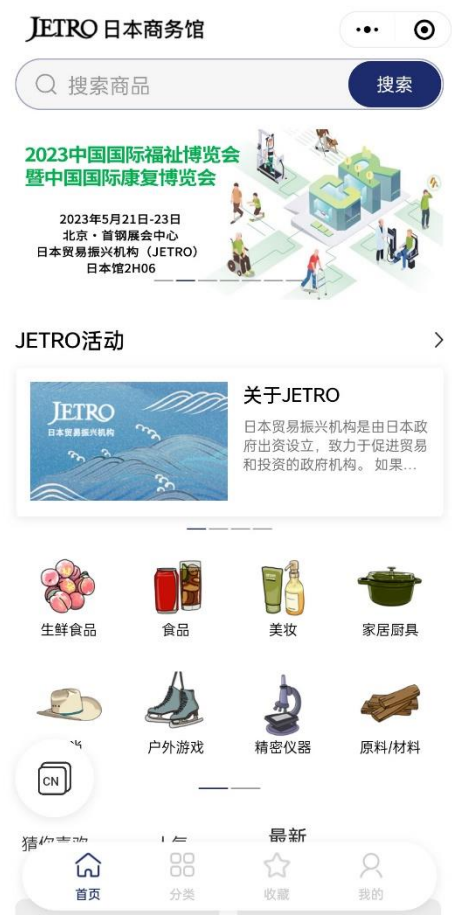 JETRO 日本商务馆
搜索商品
搜索
2023中国国际福祉博览会
暨中国国际康复博览会
2023年5月21日-23日
北京·首钢展会中心
日本贸易振兴机构（JETRO）
日本馆2H06
JETRO活动
JETRO
日本贸易振兴机构
关于JETRO
日本贸易振兴机构是由日本政
府出资设立，致力于促进贸易
和投资的政府机构。如果...
生鲜食品
食品
美妆
家居厨具
户外游戏
精密仪器
原料/材料
CN
猜你喜欢
最新
首页
分类
收藏
我的